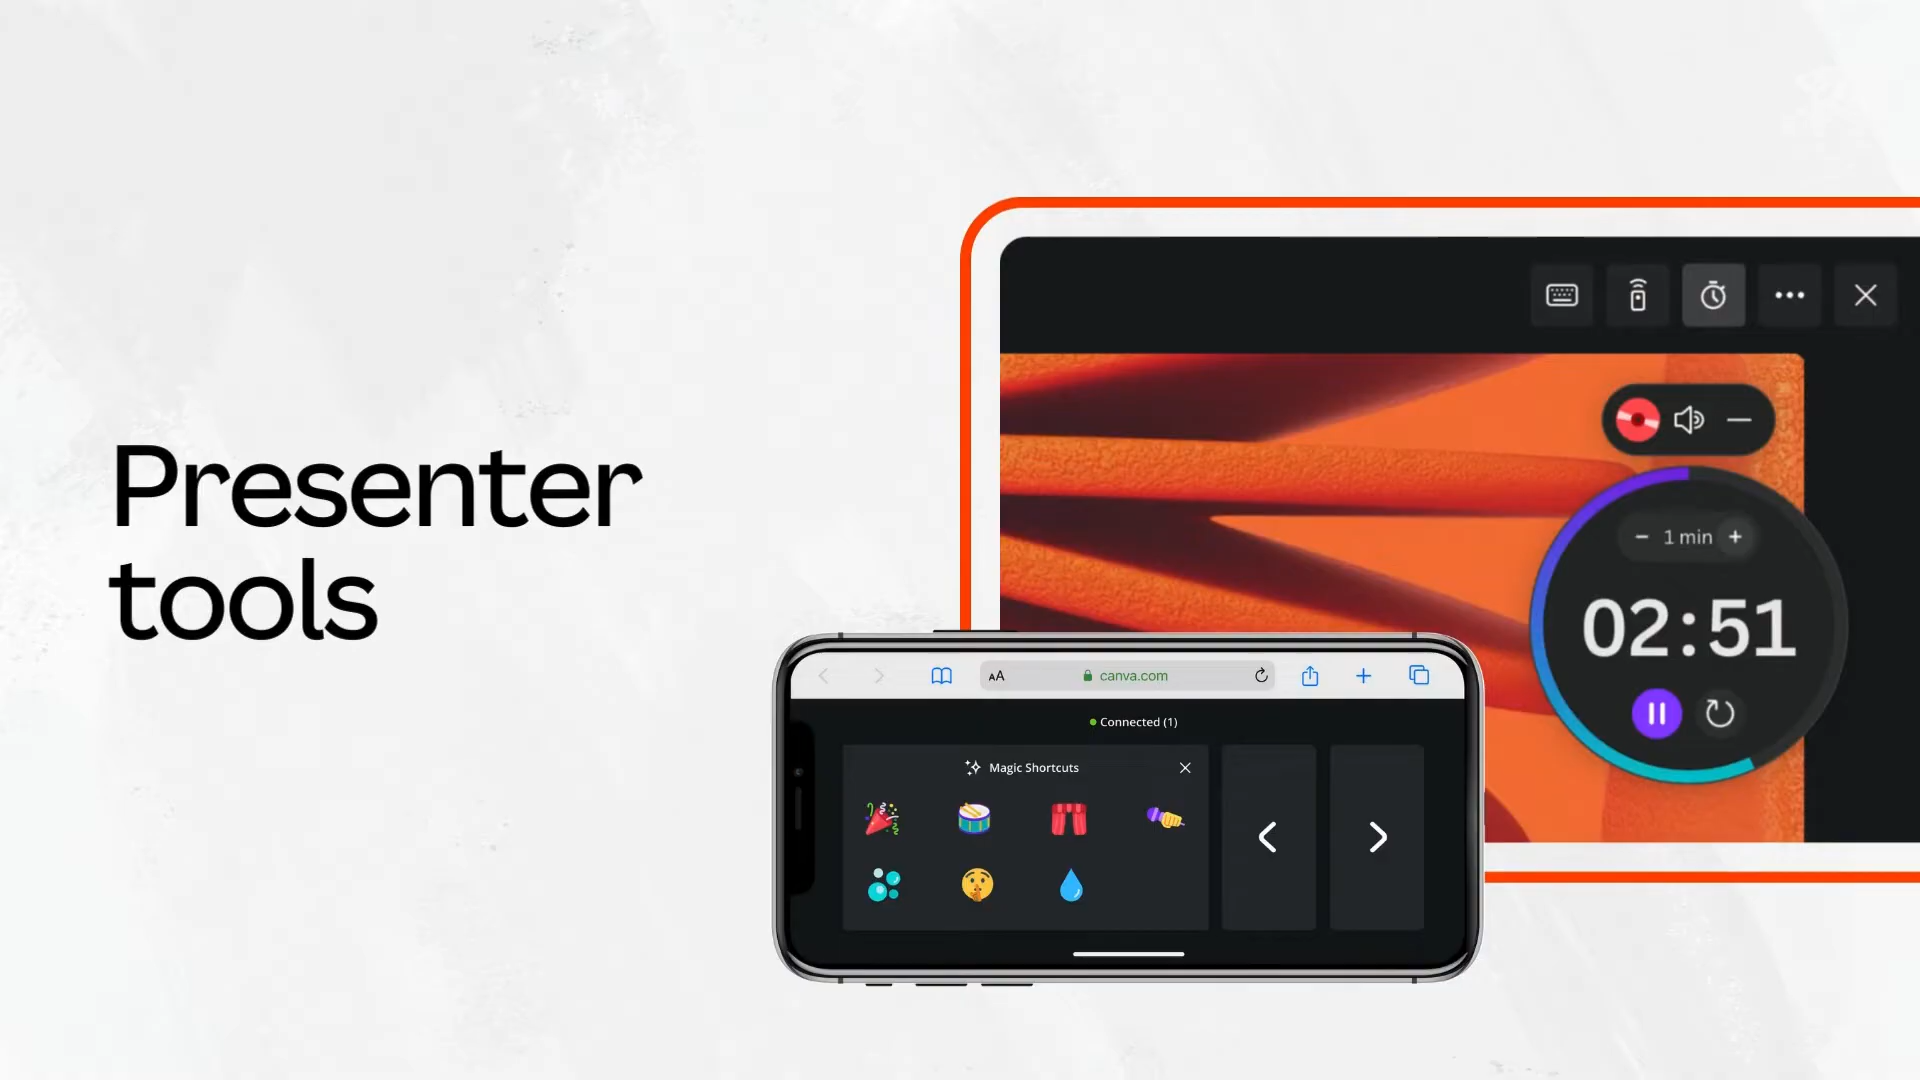 Presenter
tools
1 min
02:51
AA
canva.com
Connected (1)
Magic Shortcuts